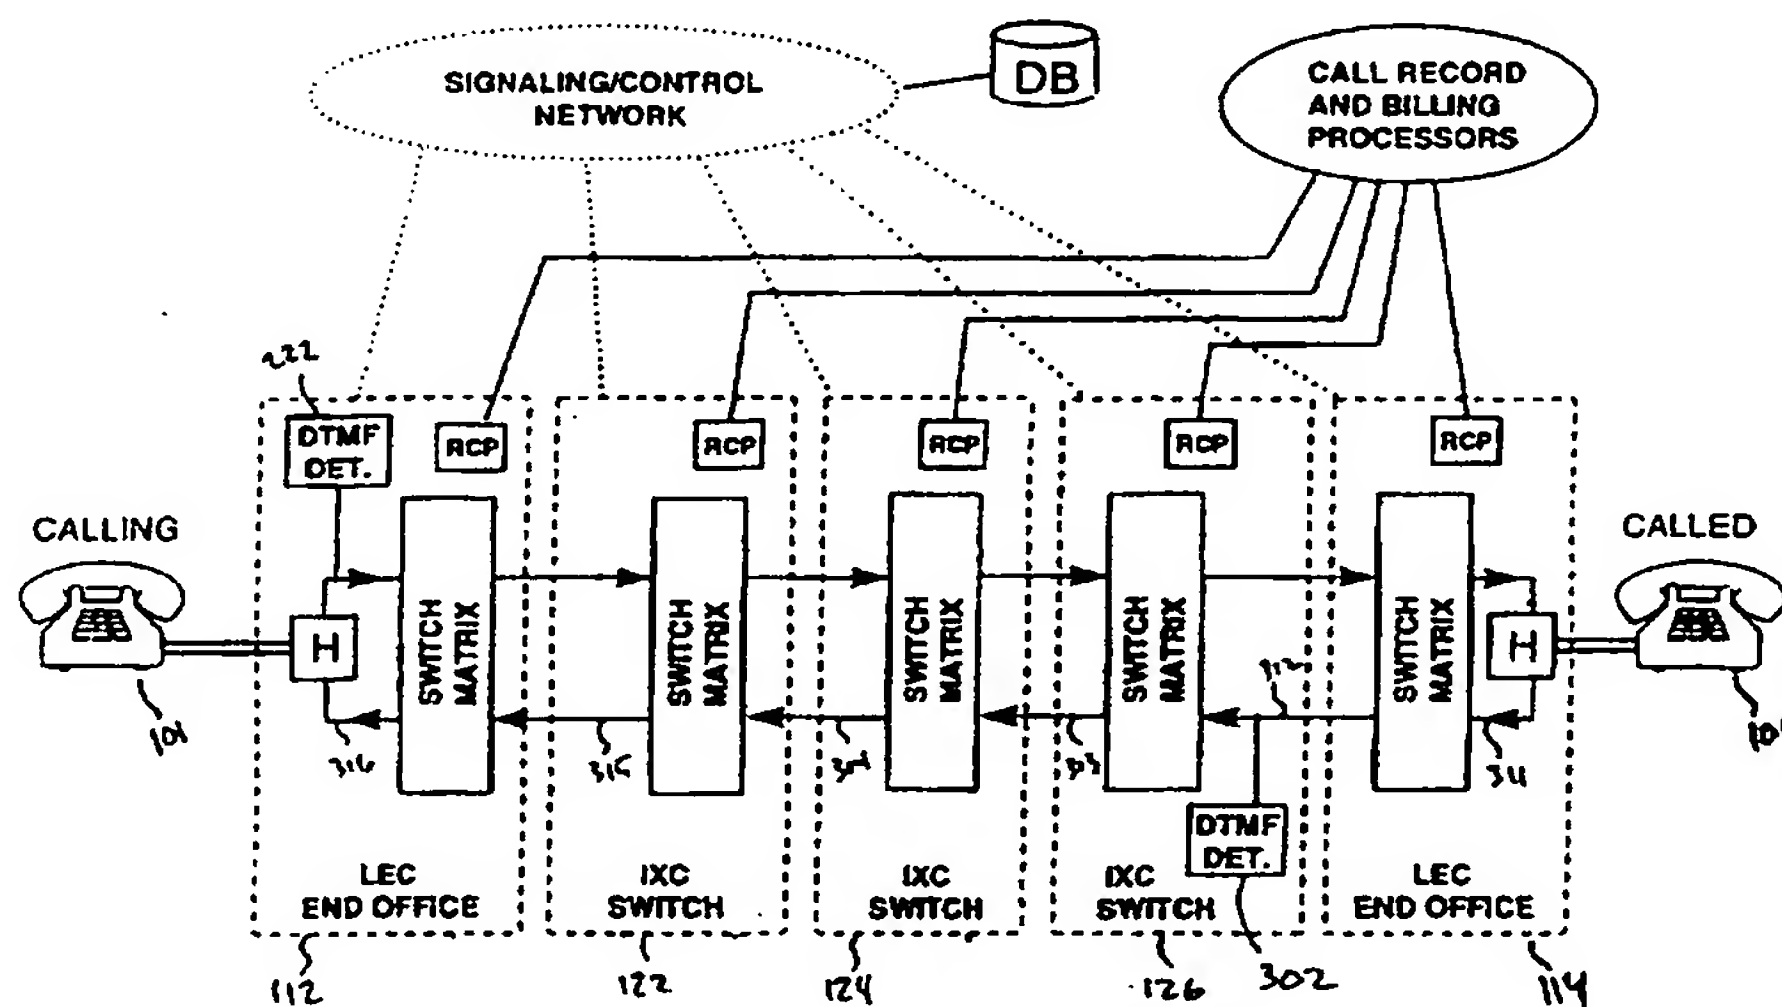 SIGNALING/CONTROL
NETWORK
DB
CALL RECORD
AND BILLING
PROCESSORS
222
DTMF
DET.
RCP
RCP
RCP
RCP
RCP
CALLING
CALLED
H
SWITCH
MATRIX
SWITCH
MATRIX
SWITCH
MATRIX
SWITCH
MATRIX
SWITCH
MATRIX
H
101
316
315
312
311
DTMF
DET.
LEC
END OFFICE
IXC
SWITCH
IXC
SWITCH
IXC
SWITCH
LEC
END OFFICE
112
122
124
126
302
114